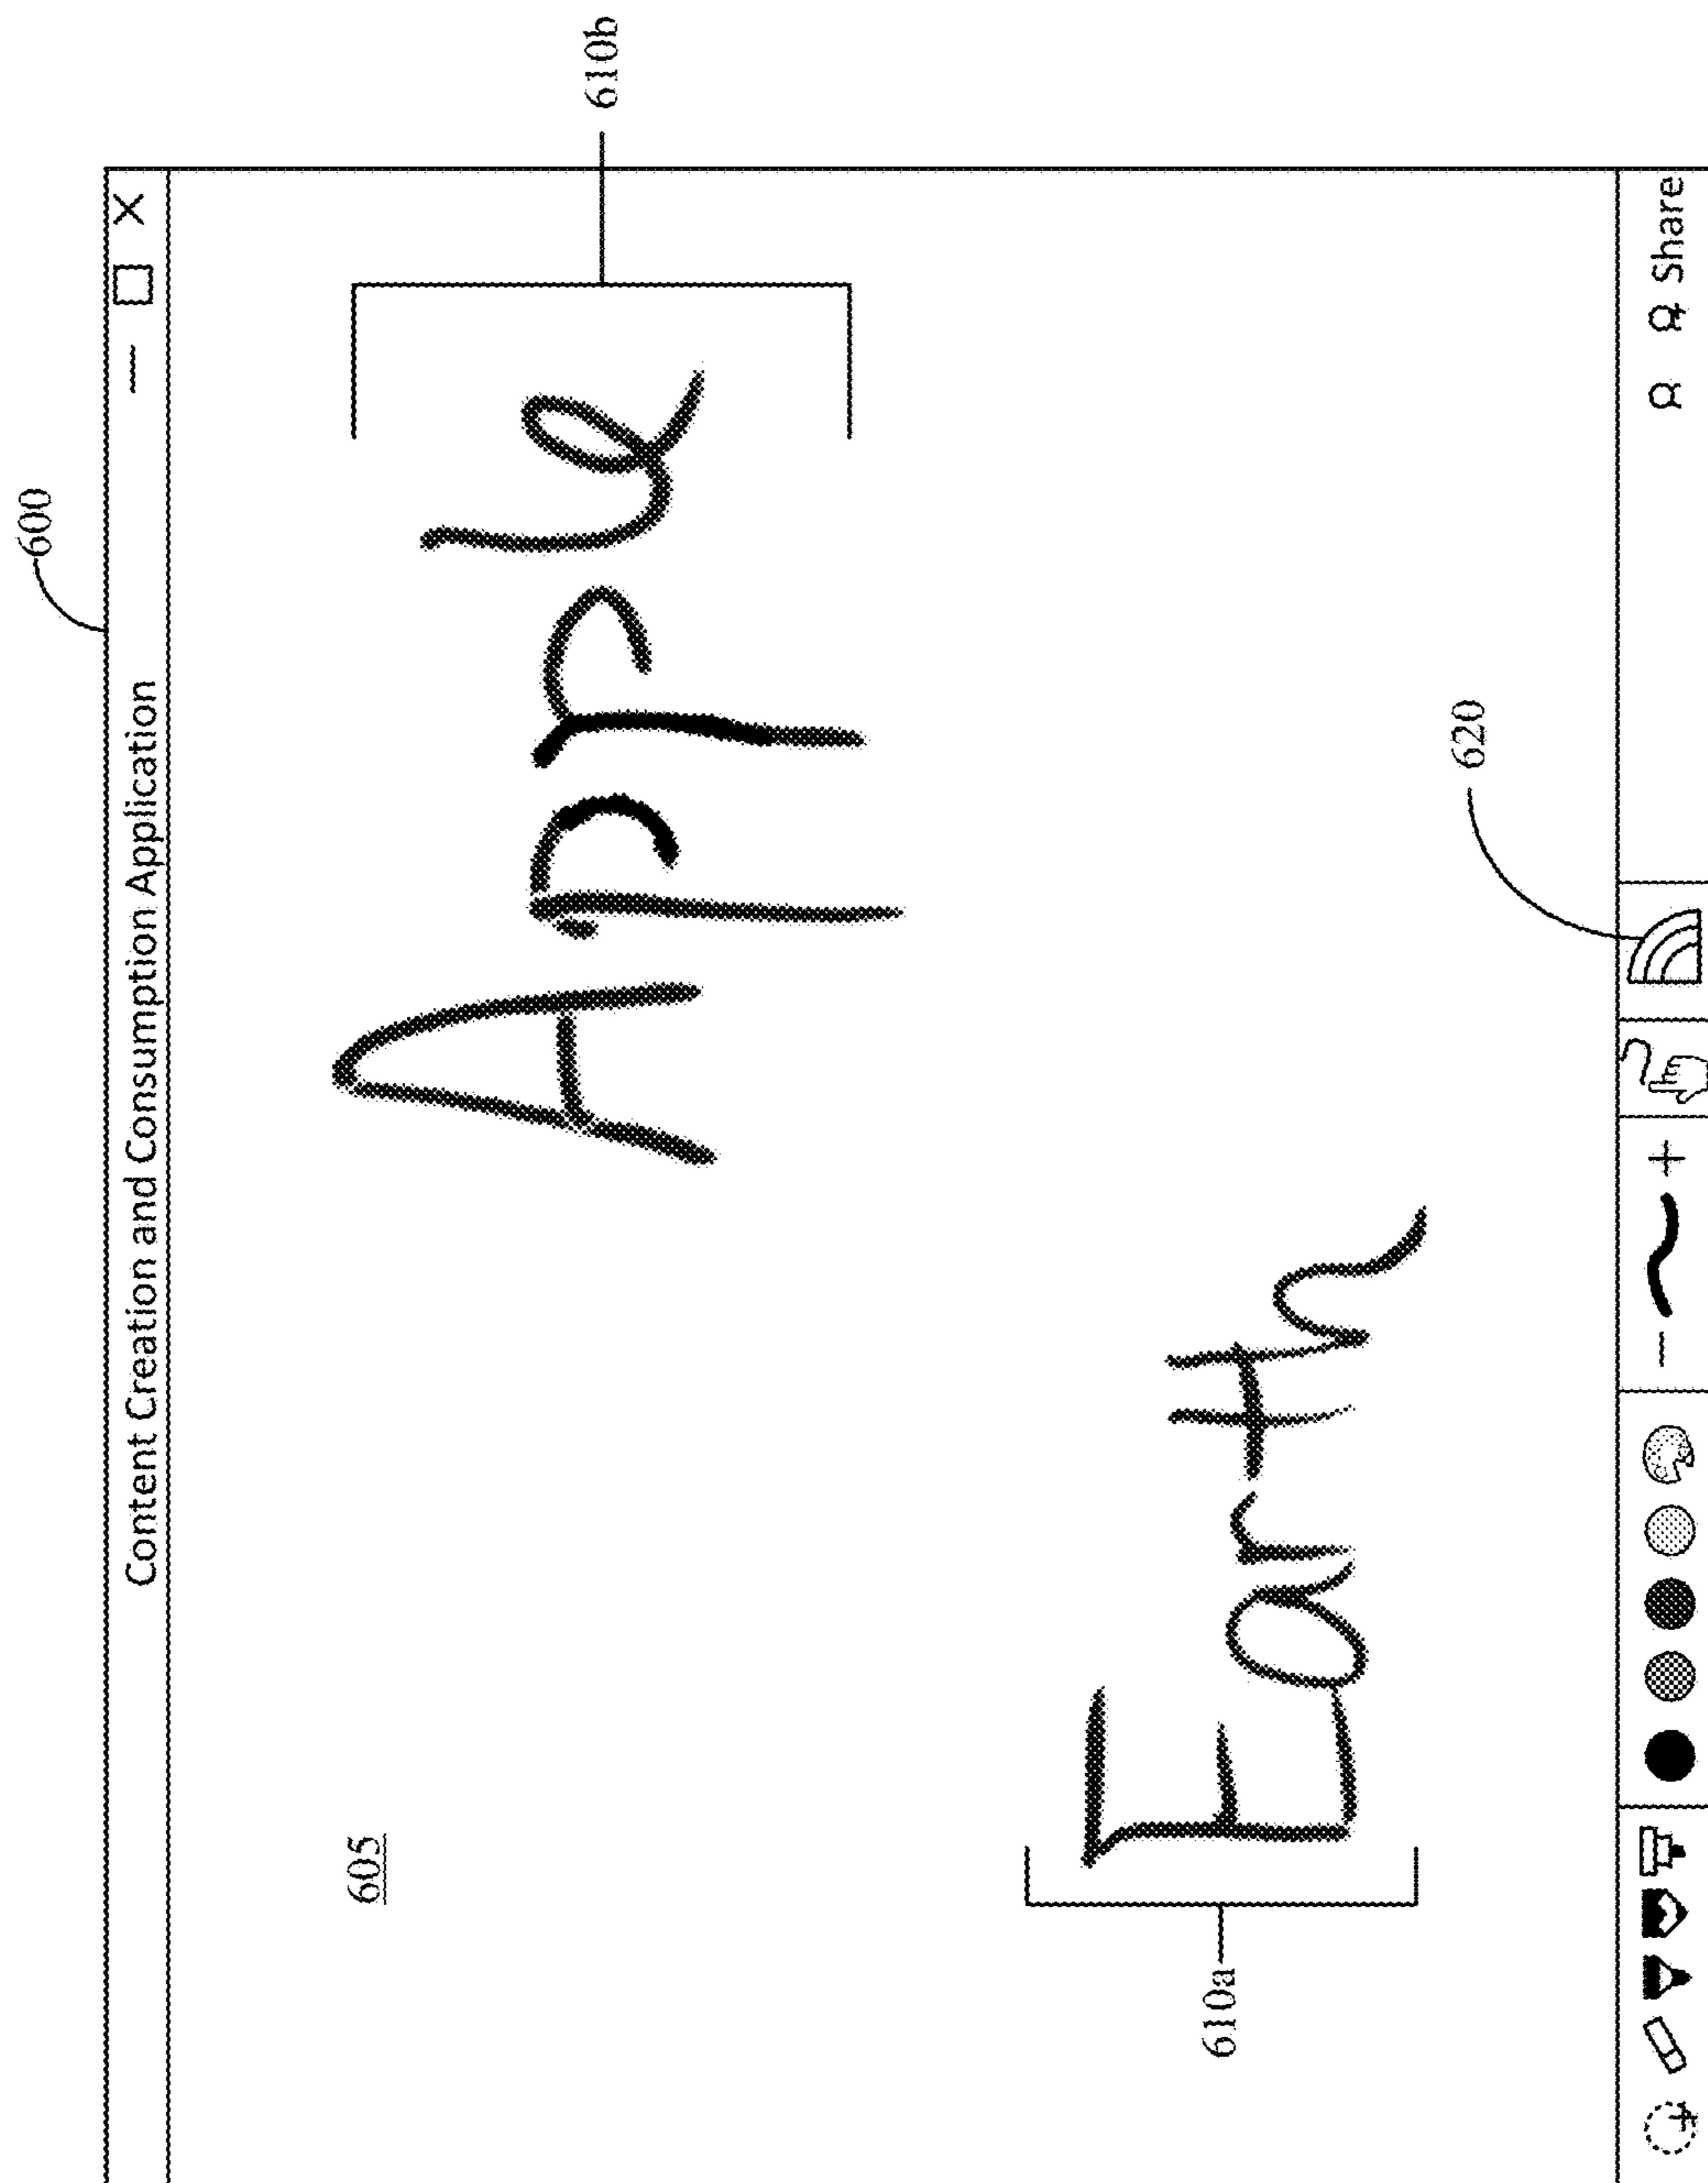 600
Content Creation and Consumption Application
605
Apple
610b
Earth
610a
620
Share